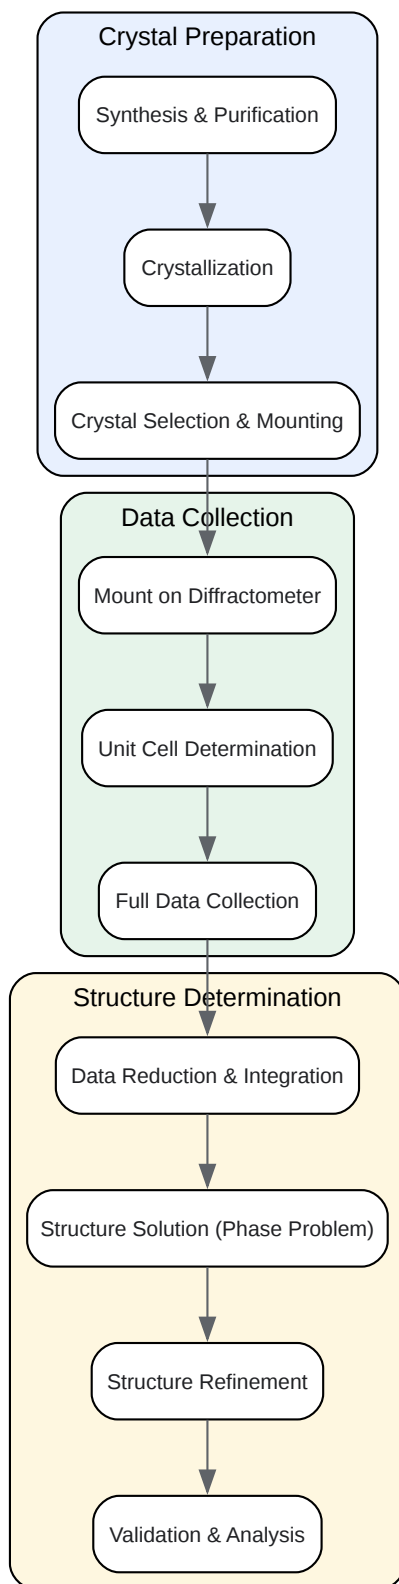 Crystal Preparation
Synthesis & Purification
Crystallization
Crystal Selection & Mounting
Data Collection
Mount on Diffractometer
Unit Cell Determination
Full Data Collection
Structure Determination
Data Reduction & Integration
Structure Solution (Phase Problem)
Structure Refinement
Validation & Analysis